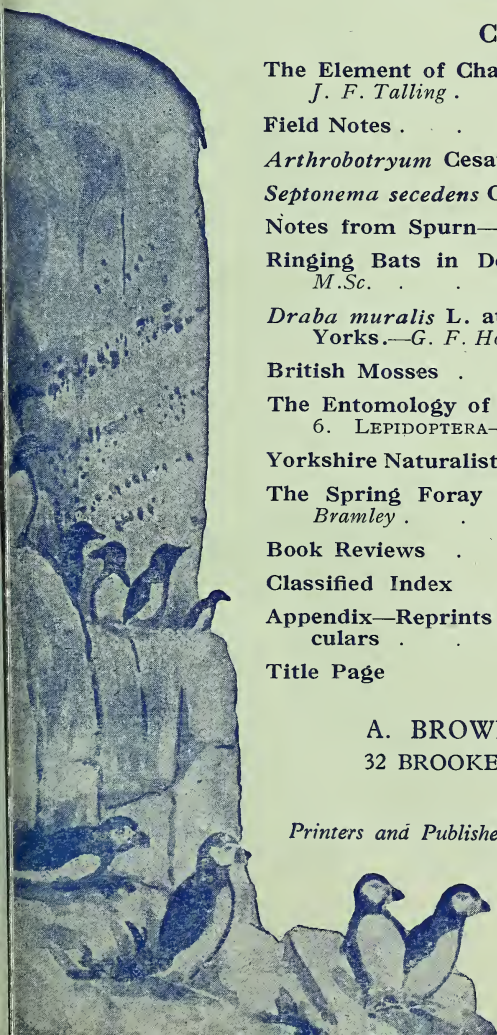 C
The Element of Cha
J. F. Talling .
Field Notes . .
Arthrobotryum Cesa
Septonema secedens C
Notes from Spurn—
Ringing Bats in De
M.Sc. . .
Draba muralis L. a
Yorks.—G. F. Ho
British Mosses .
The Entomology of
6. LEPIDOPTERA—
Yorkshire Naturalist
The Spring Foray
Bramley . .
Book Reviews .
Classified Index
Appendix—Reprints
culars . .
Title Page
A. BROW
32 BROOKE
Printers and Publishe